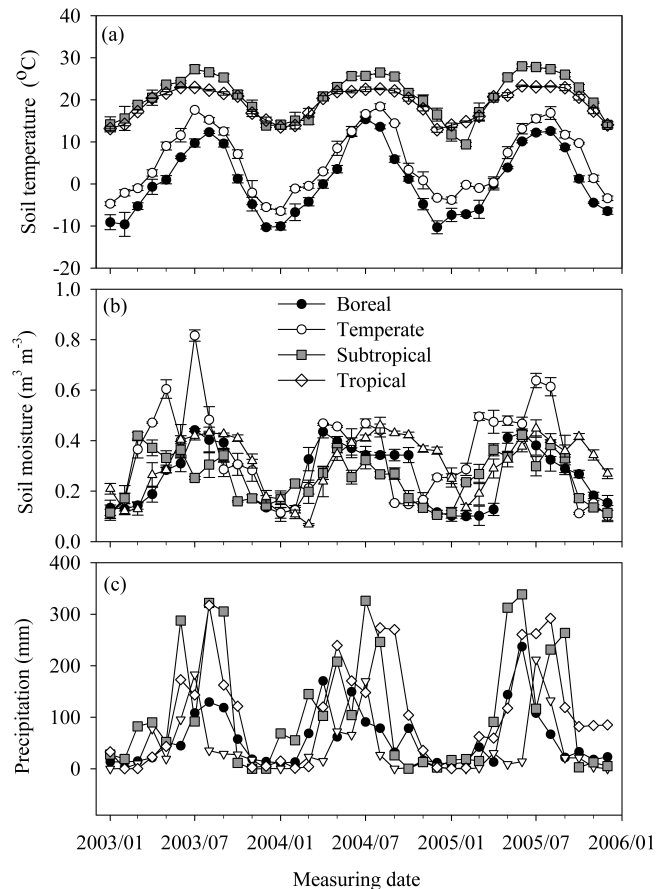 (a)
Soil temperature (°C)
40
30
20
10
0
-10
-20
(b)
Soil moisture (m³ m⁻³)
1.0
0.8
0.6
0.4
0.2
0.0
Boreal
Temperate
Subtropical
Tropical
(c)
Precipitation (mm)
400
300
200
100
0
2003/01 2003/07 2004/01 2004/07 2005/01 2005/07 2006/01
Measuring date